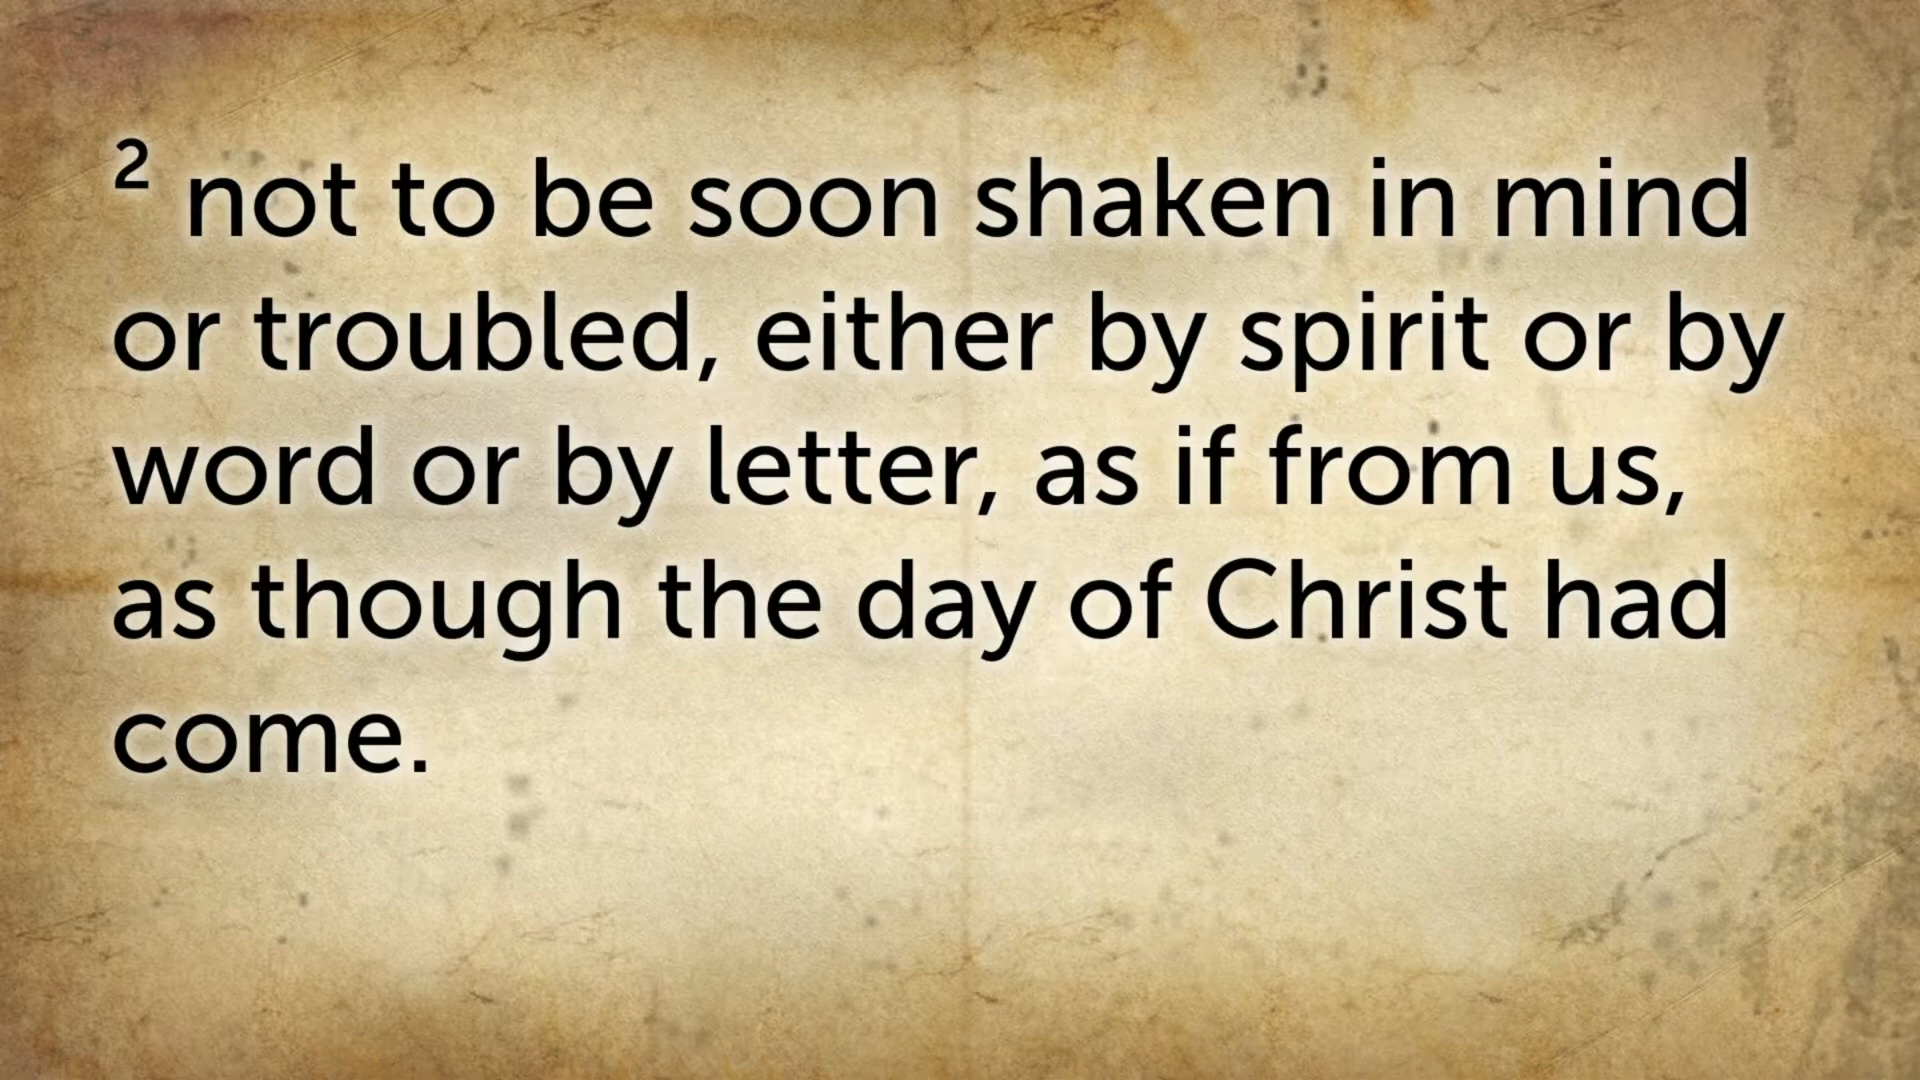 ² not to be soon shaken in mind
or troubled, either by spirit or by
word or by letter, as if from us,
as though the day of Christ had
come.